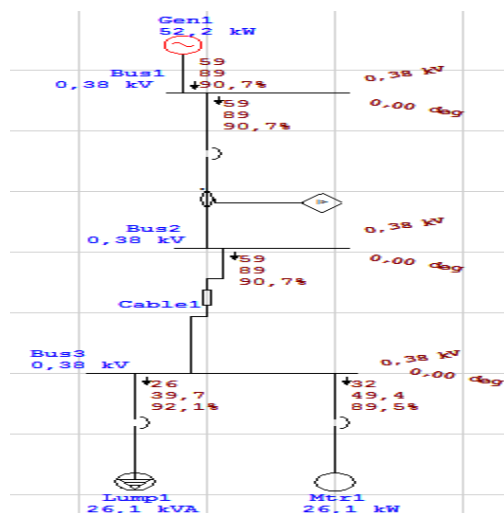 Gen1
52,2 kW
59
89
90,7%
Bus1
0,38 kV
0,38 kV
0,00 deg
59
89
90,7%
Bus2
0,38 kV
0,38 kV
0,00 deg
59
89
90,7%
Cable1
Bus3
0,38 kV
0,38 kV
0,00 deg
26
39,7
92,1%
32
49,4
89,5%
Lump1
26,1 kVA
Mtr1
26,1 kW